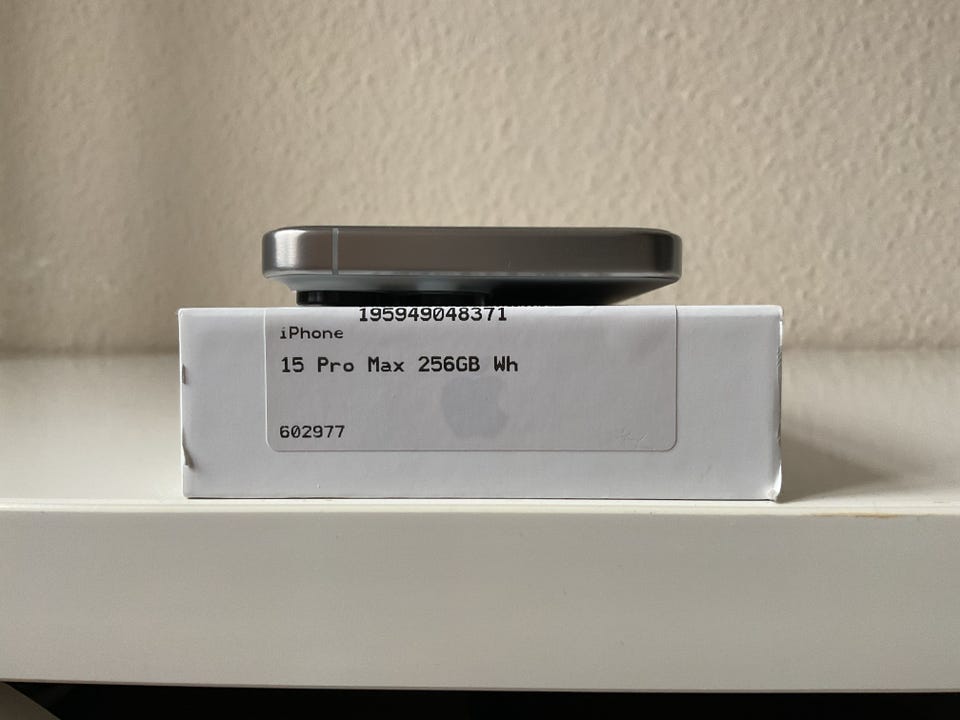 195949048371
iPhone
15 Pro Max 256GB Wh
602977